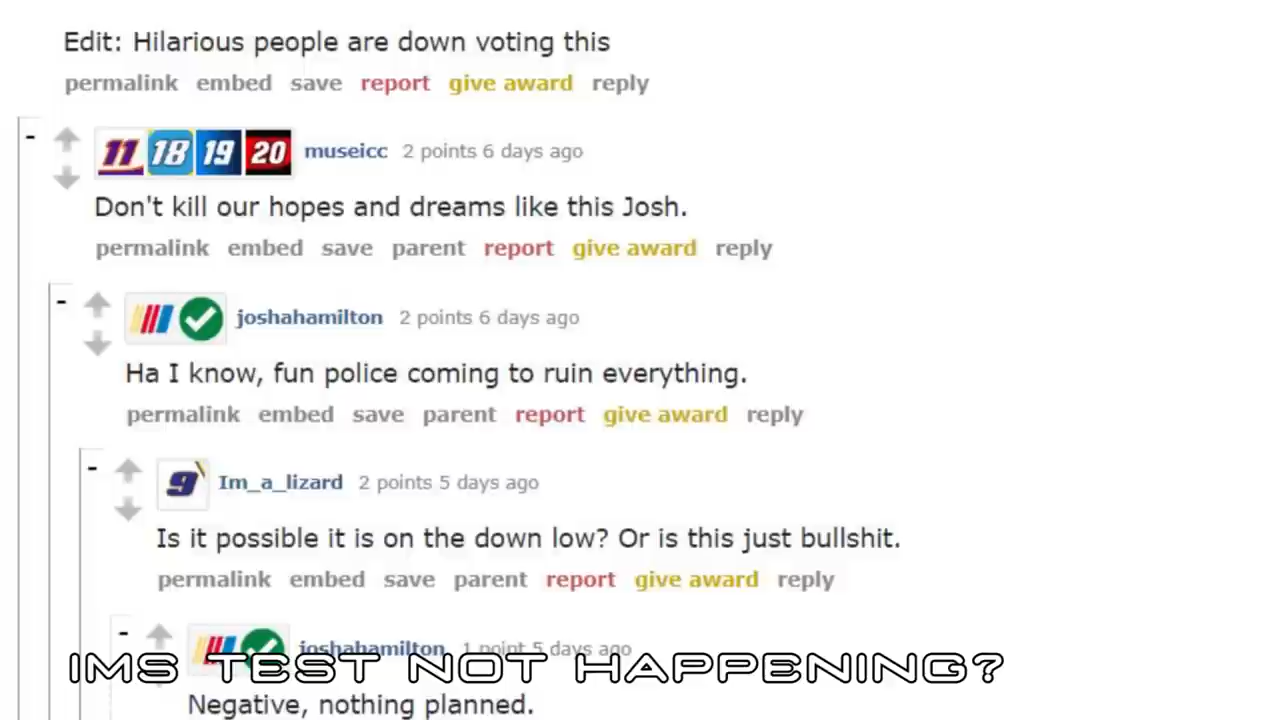 Edit: Hilarious people are down voting this
permalink embed save report give award reply
- 11 18 19 20 museicc 2 points 6 days ago
Don't kill our hopes and dreams like this Josh.
permalink embed save parent report give award reply
- joshahamilton 2 points 6 days ago
Ha I know, fun police coming to ruin everything.
permalink embed save parent report give award reply
- 9 Im_a_lizard 2 points 5 days ago
Is it possible it is on the down low? Or is this just bullshit.
permalink embed save parent report give award reply
- joshahamilton 1 point 5 days ago
IMS TEST NOT HAPPENING?
Negative, nothing planned.